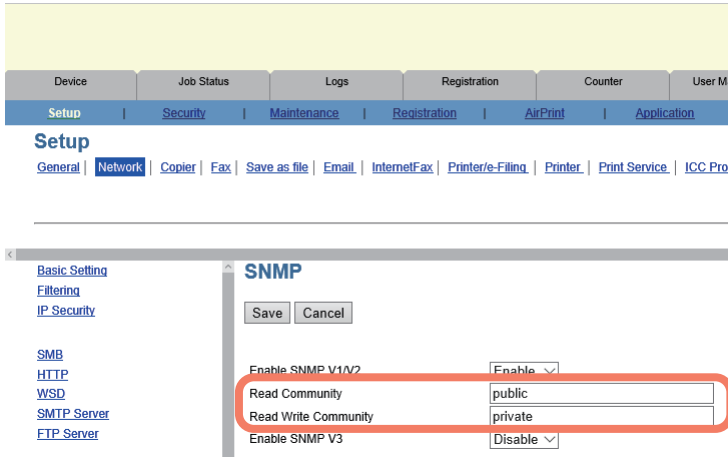 Device Job Status Logs Registration Counter User M
Setup | Security | Maintenance | Registration | AirPrint | Application
Setup
General | Network | Copier | Fax | Save as file | Email | InternetFax | Printer/e-Filing | Printer | Print Service | ICC Pro
Basic Setting
Filtering
IP Security
SMB
HTTP
WSD
SMTP Server
FTP Server
SNMP
Save Cancel
Enable SNMP V1/V2 Enable
Read Community public
Read Write Community private
Enable SNMP V3 Disable